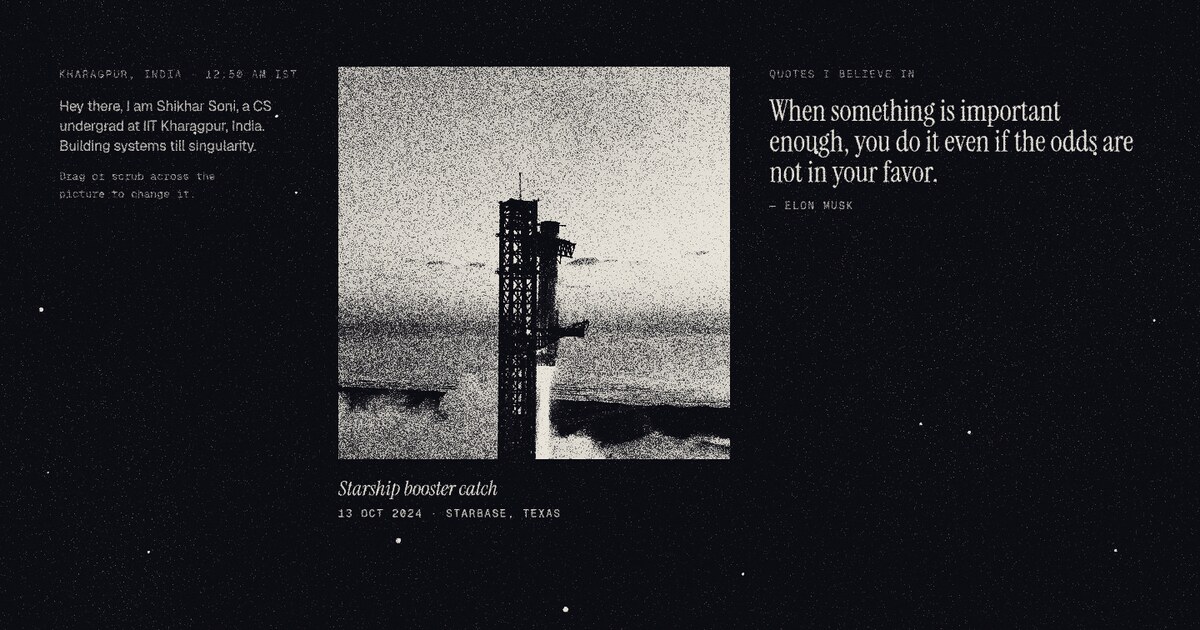 KHARAGPUR, INDIA · 12:50 AM IST
Hey there, I am Shikhar Soni, a CS
undergrad at IIT Kharagpur, India.
Building systems till singularity.
Drag or scrub across the
picture to change it.
Starship booster catch
13 OCT 2024 · STARBASE, TEXAS
QUOTES I BELIEVE IN
When something is important
enough, you do it even if the odds are
not in your favor.
— ELON MUSK